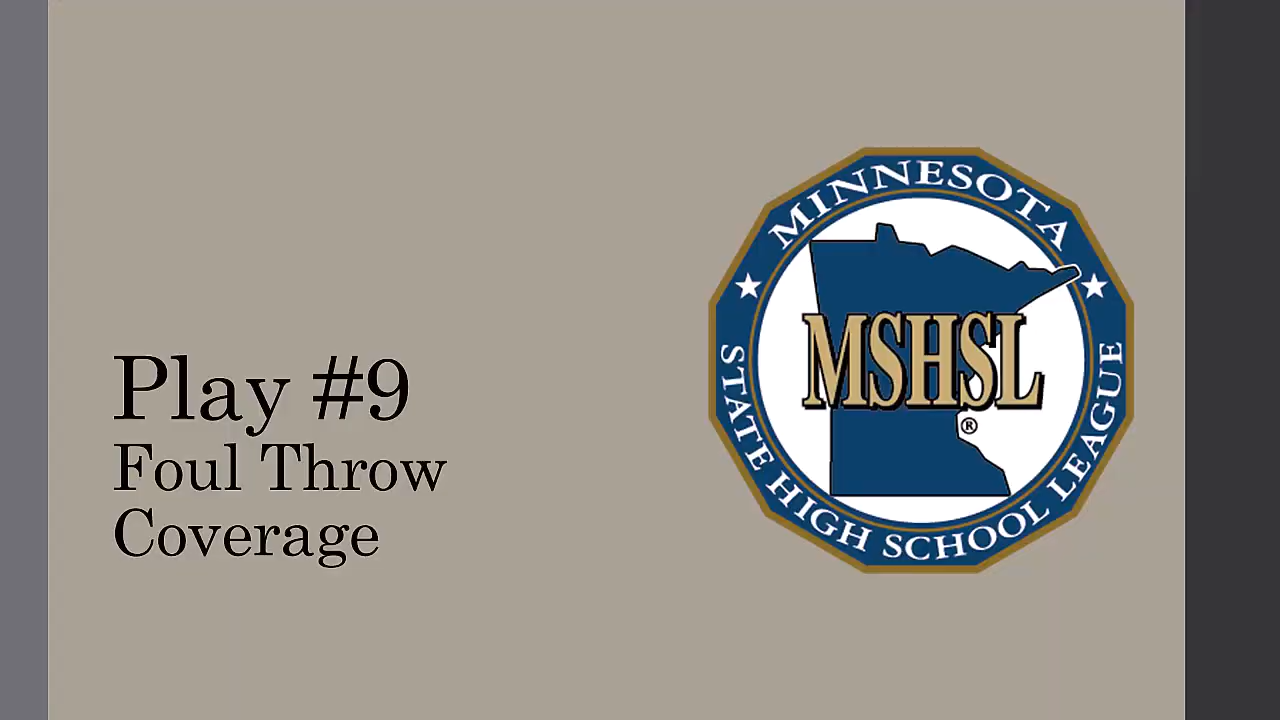 Play #9
Foul Throw
Coverage
MINNESOTA
MSHSL
®
STATE HIGH SCHOOL LEAGUE